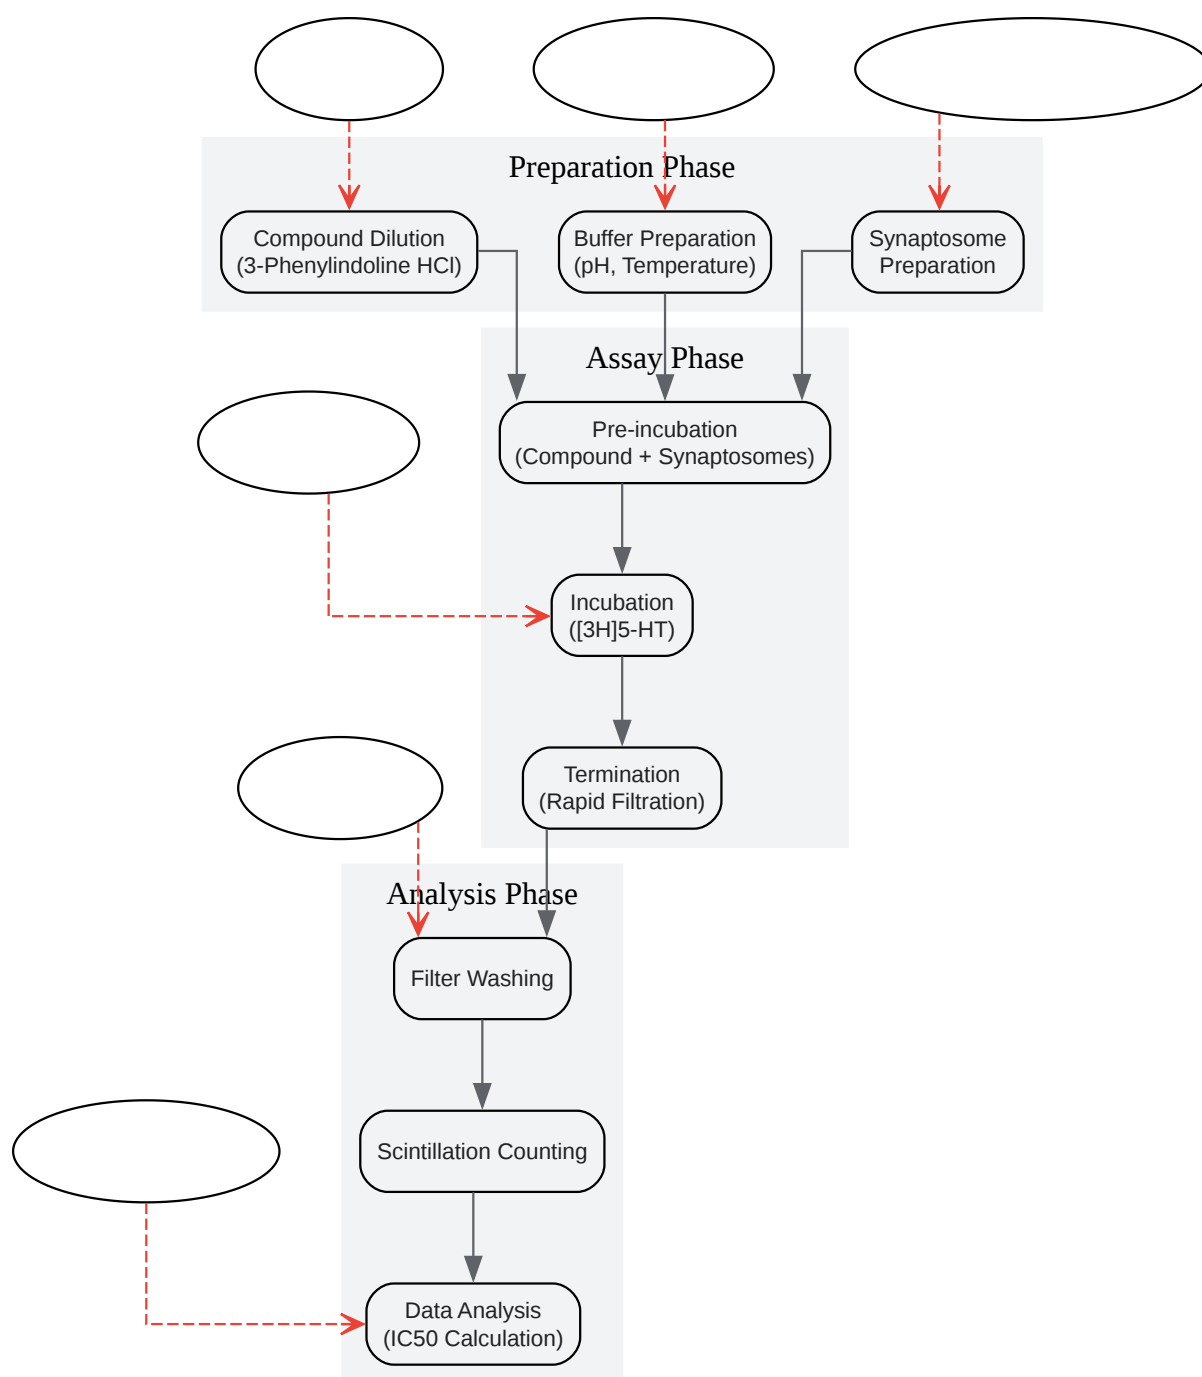 Preparation Phase
Compound Dilution
(3-Phenylindoline HCl)
Buffer Preparation
(pH, Temperature)
Synaptosome
Preparation
Assay Phase
Pre-incubation
(Compound + Synaptosomes)
Incubation
([3H]5-HT)
Termination
(Rapid Filtration)
Analysis Phase
Filter Washing
Scintillation Counting
Data Analysis
(IC50 Calculation)